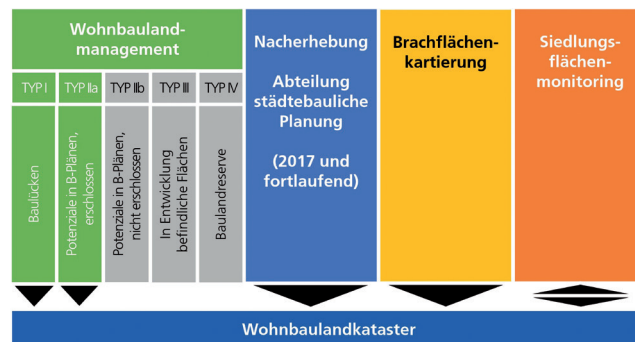 Wohnbauland-
management
TYP I
TYP IIa
TYP IIb
TYP III
TYP IV
Baulücken
Potenziale in B-Plänen,
erschlossen
Potenziale in B-Plänen,
nicht erschlossen
In Entwicklung
befindliche Flächen
Baulandreserve
Nacherhebung
Abteilung
städtebauliche
Planung
(2017 und
fortlaufend)
Brachflächen-
kartierung
Siedlungs-
flächen-
monitoring
Wohnbaulandkataster